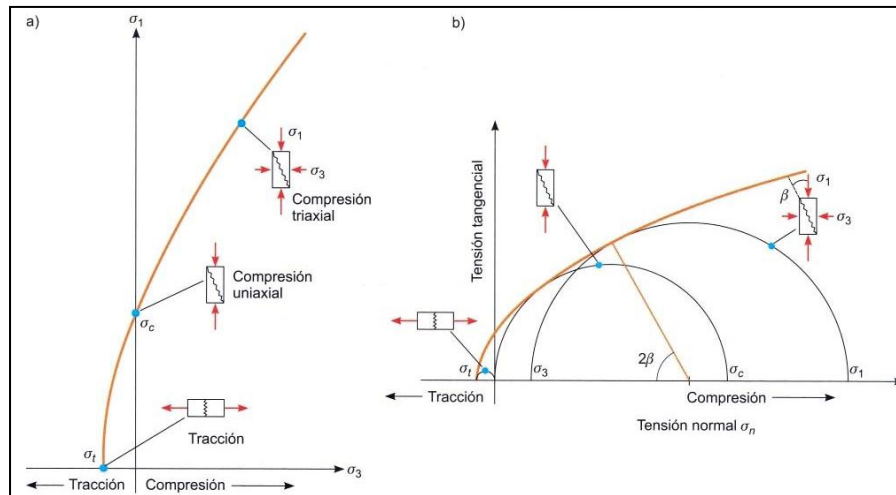 a)
σ1
σ1
σ3
Compresión
triaxial
Compresión
uniaxial
σc
σt
Tracción
σ3
Tracción Compresión
b)
Tensión tangencial
σ1
β
σ3
2β
σt
σ3
σc
σ1
Tracción
Compresión
Tensión normal σn